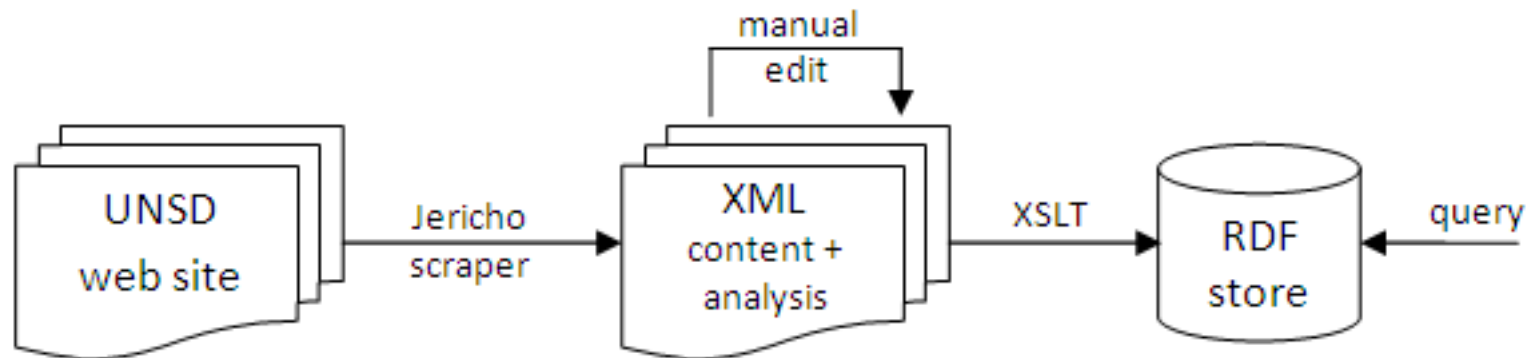 manual
edit
UNSD
web site
Jericho
scraper
XML
content +
analysis
XSLT
RDF
store
query